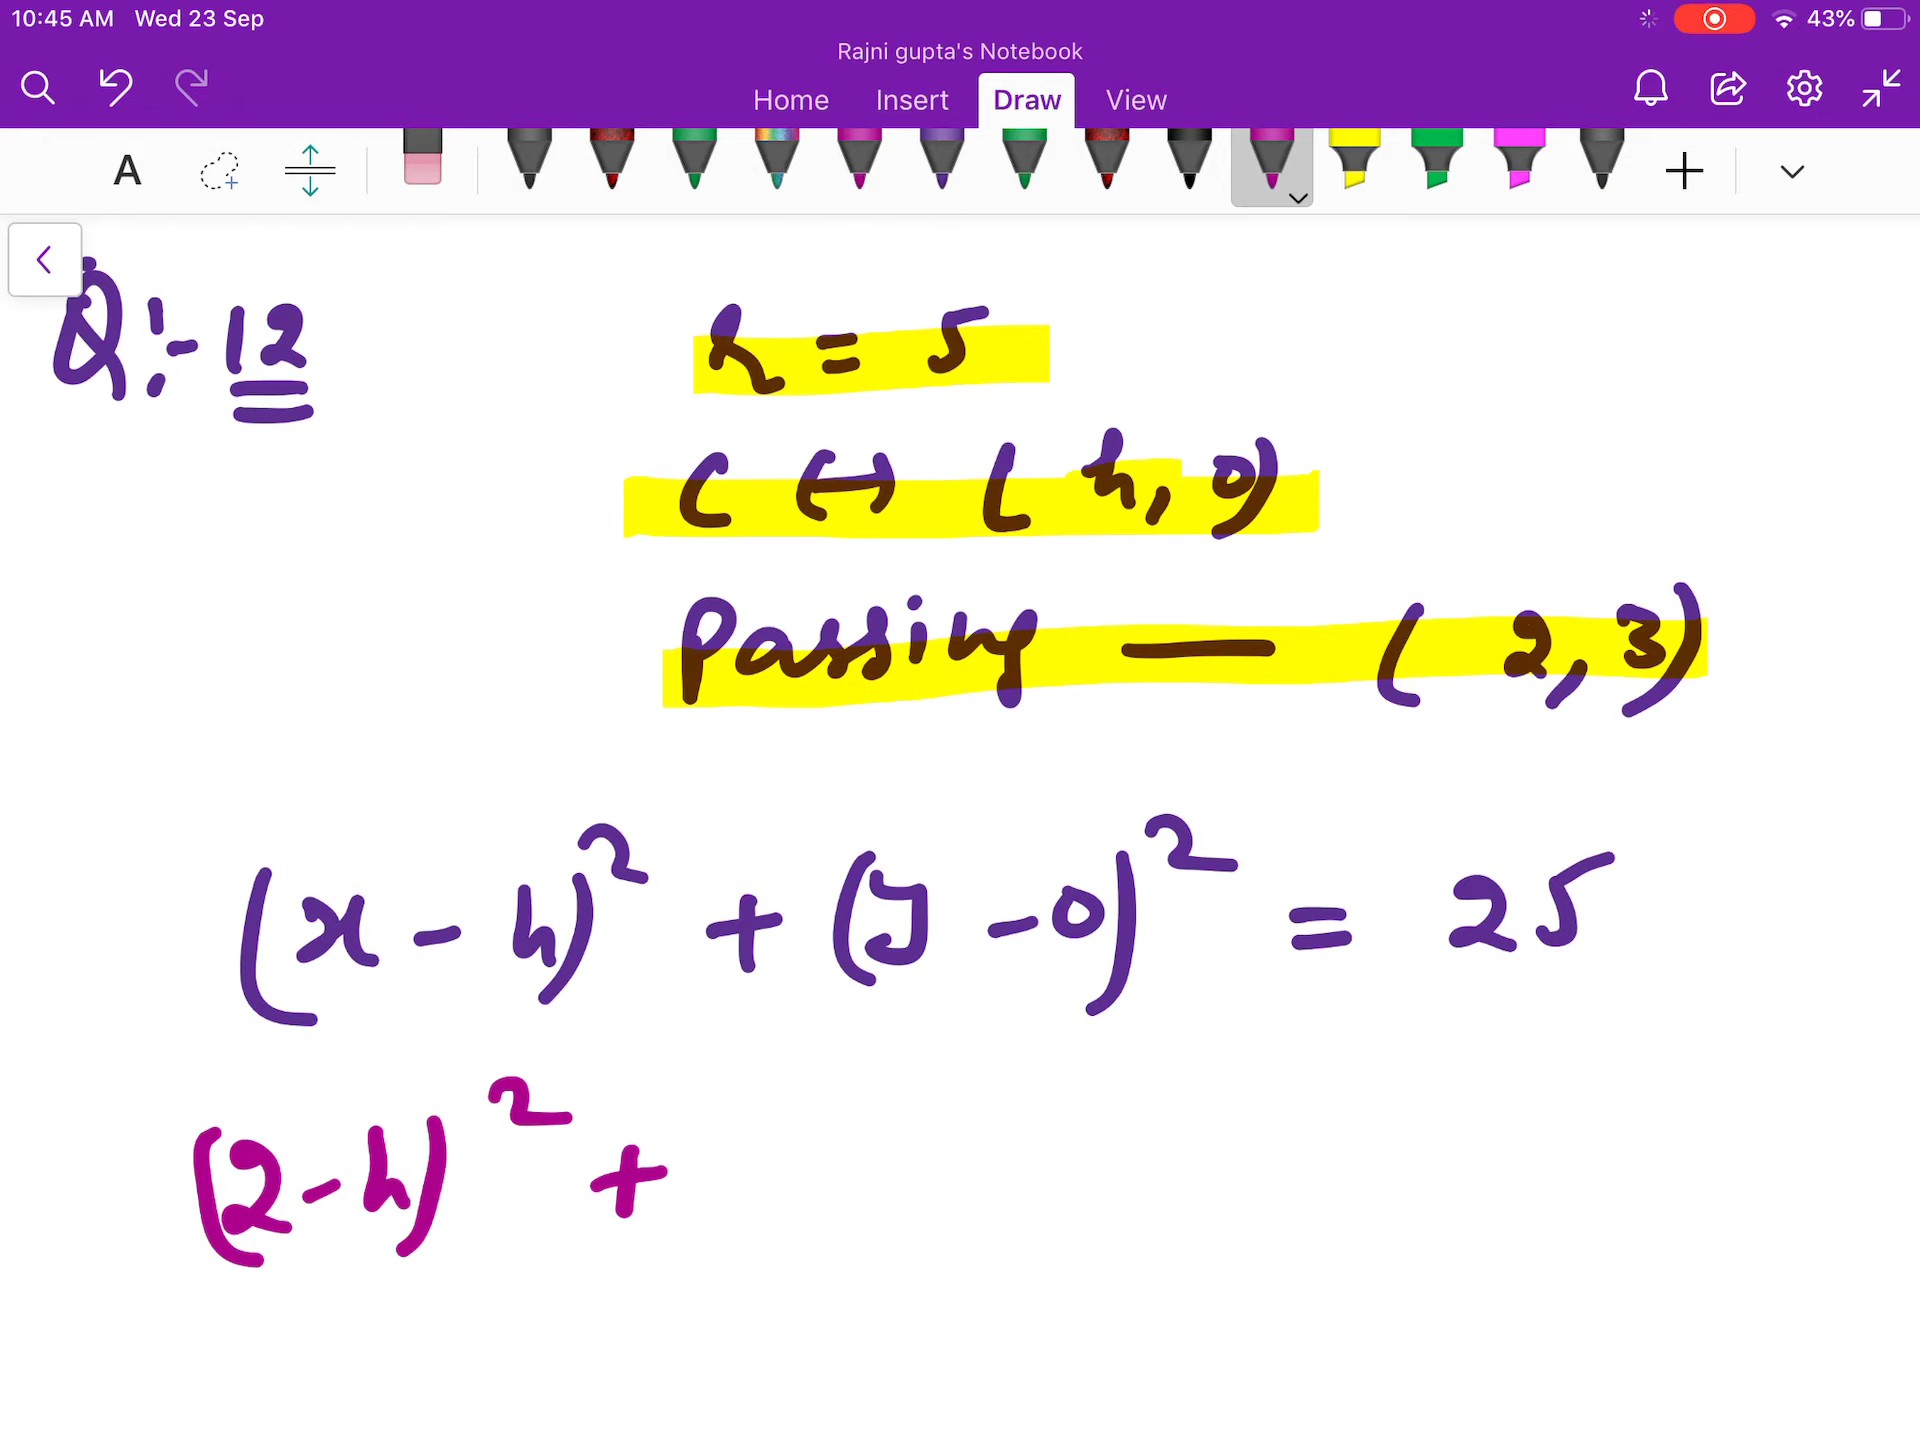 10:45 AM Wed 23 Sep 43%
Rajni gupta's Notebook
Home Insert Draw View
A
Q:- 12
r = 5
C ↔ (h, 0)
Passing — (2, 3)
(x - h)² + (y - 0)² = 25
(2 - h)² +